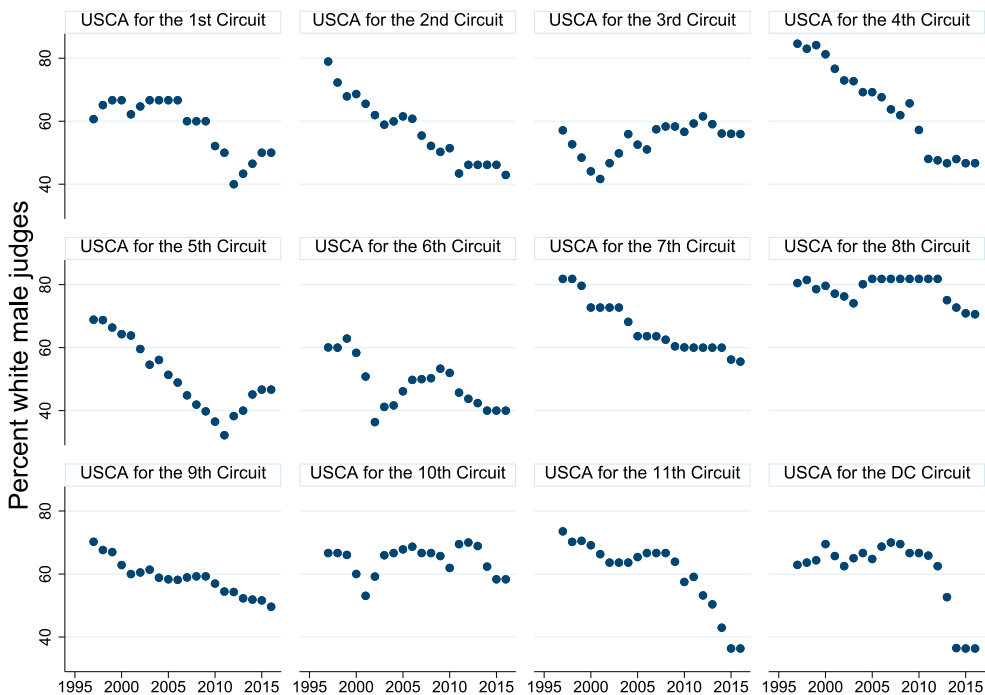 Percent white male judges
USCA for the 1st Circuit
USCA for the 2nd Circuit
USCA for the 3rd Circuit
USCA for the 4th Circuit
80
60
40
USCA for the 5th Circuit
USCA for the 6th Circuit
USCA for the 7th Circuit
USCA for the 8th Circuit
80
60
40
USCA for the 9th Circuit
USCA for the 10th Circuit
USCA for the 11th Circuit
USCA for the DC Circuit
80
60
40
1995 2000 2005 2010 2015
1995 2000 2005 2010 2015
1995 2000 2005 2010 2015
1995 2000 2005 2010 2015